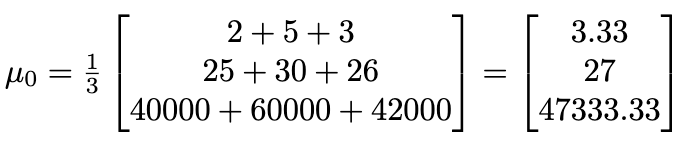 μ₀ = 1/3 [2 + 5 + 3
25 + 30 + 26
40000 + 60000 + 42000] = [3.33
27
47333.33]